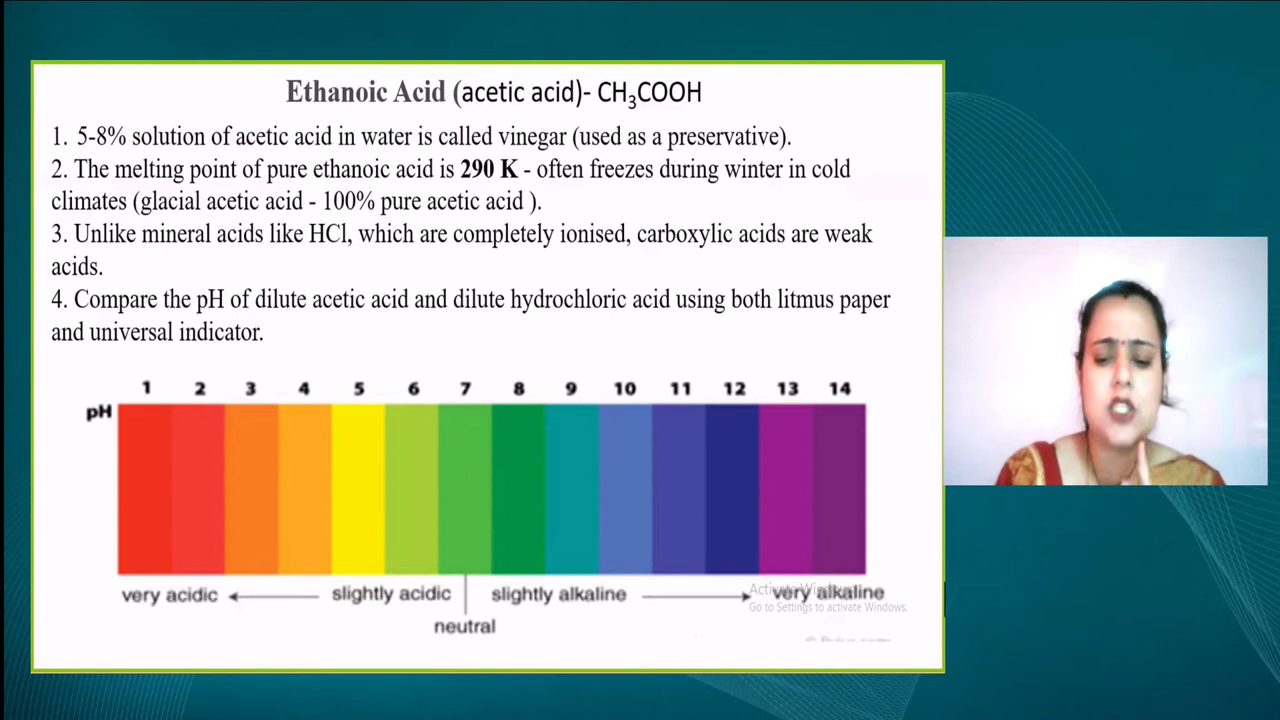 Ethanoic Acid (acetic acid)- CH₃COOH
1. 5-8% solution of acetic acid in water is called vinegar (used as a preservative).
2. The melting point of pure ethanoic acid is 290 K - often freezes during winter in cold
climates (glacial acetic acid - 100% pure acetic acid ).
3. Unlike mineral acids like HCl, which are completely ionised, carboxylic acids are weak
acids.
4. Compare the pH of dilute acetic acid and dilute hydrochloric acid using both litmus paper
and universal indicator.
1 2 3 4 5 6 7 8 9 10 11 12 13 14
pH
very acidic slightly acidic slightly alkaline very alkaline
neutral
Activate Windows
Go to Settings to activate Windows.